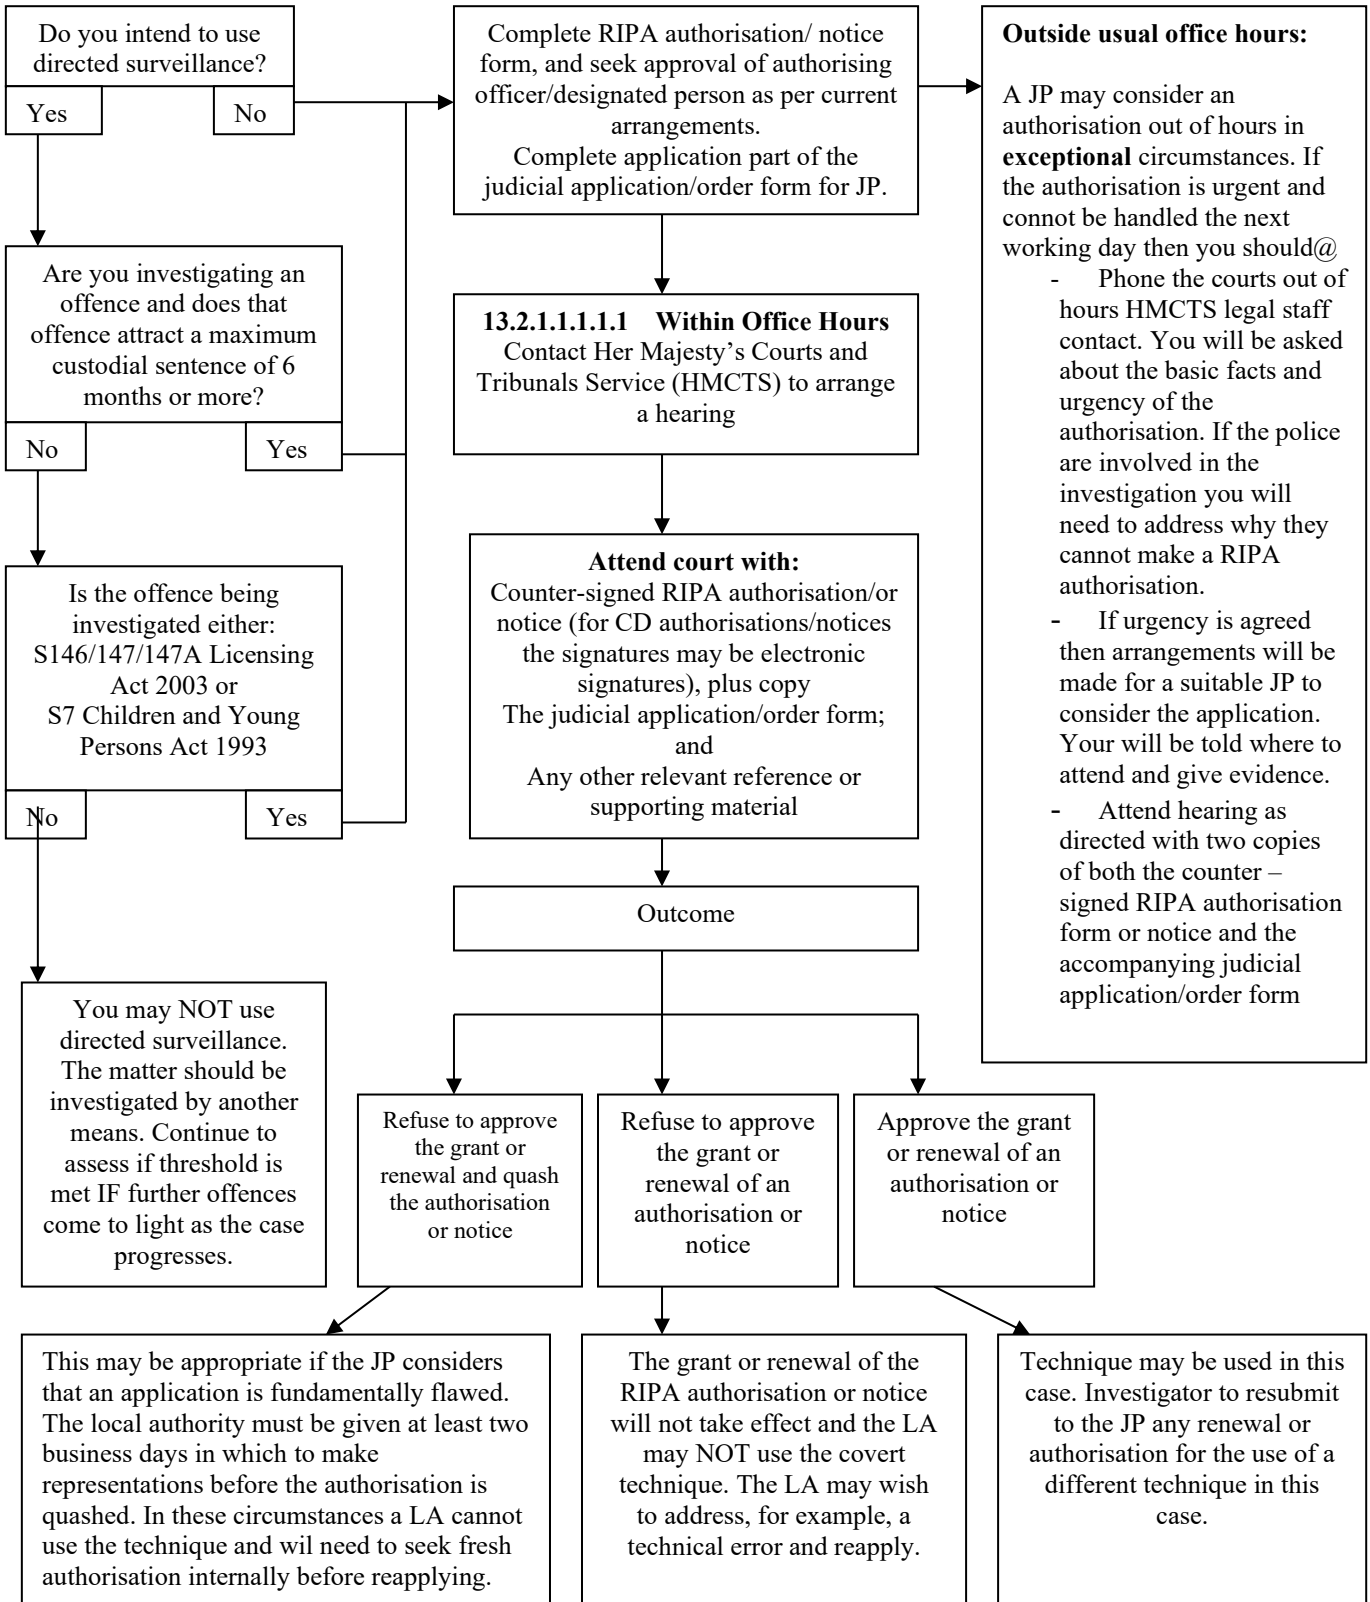 Do you intend to use
directed surveillance?
Yes
No
Are you investigating an
offence and does that
offence attract a maximum
custodial sentence of 6
months or more?
No
Yes
Is the offence being
investigated either:
S146/147/147A Licensing
Act 2003 or
S7 Children and Young
Persons Act 1993
No
Yes
You may NOT use
directed surveillance.
The matter should be
investigated by another
means. Continue to
assess if threshold is
met IF further offences
come to light as the case
progresses.
Complete RIPA authorisation/ notice
form, and seek approval of authorising
officer/designated person as per current
arrangements.
Complete application part of the
judicial application/order form for JP.
13.2.1.1.1.1.1 Within Office Hours
Contact Her Majesty’s Courts and
Tribunals Service (HMCTS) to arrange
a hearing
Attend court with:
Counter-signed RIPA authorisation/or
notice (for CD authorisations/notices
the signatures may be electronic
signatures), plus copy
The judicial application/order form;
and
Any other relevant reference or
supporting material
Outcome
Refuse to approve
the grant or
renewal and quash
the authorisation
or notice
Refuse to approve
the grant or
renewal of an
authorisation or
notice
Approve the grant
or renewal of an
authorisation or
notice
This may be appropriate if the JP considers
that an application is fundamentally flawed.
The local authority must be given at least two
business days in which to make
representations before the authorisation is
quashed. In these circumstances a LA cannot
use the technique and wil need to seek fresh
authorisation internally before reapplying.
The grant or renewal of the
RIPA authorisation or notice
will not take effect and the LA
may NOT use the covert
technique. The LA may wish
to address, for example, a
technical error and reapply.
Technique may be used in this
case. Investigator to resubmit
to the JP any renewal or
authorisation for the use of a
different technique in this
case.
Outside usual office hours:
A JP may consider an
authorisation out of hours in
exceptional circumstances. If
the authorisation is urgent and
connot be handled the next
working day then you should@
- Phone the courts out of
hours HMCTS legal staff
contact. You will be asked
about the basic facts and
urgency of the
authorisation. If the police
are involved in the
investigation you will
need to address why they
cannot make a RIPA
authorisation.
- If urgency is agreed
then arrangements will be
made for a suitable JP to
consider the application.
Your will be told where to
attend and give evidence.
- Attend hearing as
directed with two copies
of both the counter –
signed RIPA authorisation
form or notice and the
accompanying judicial
application/order form